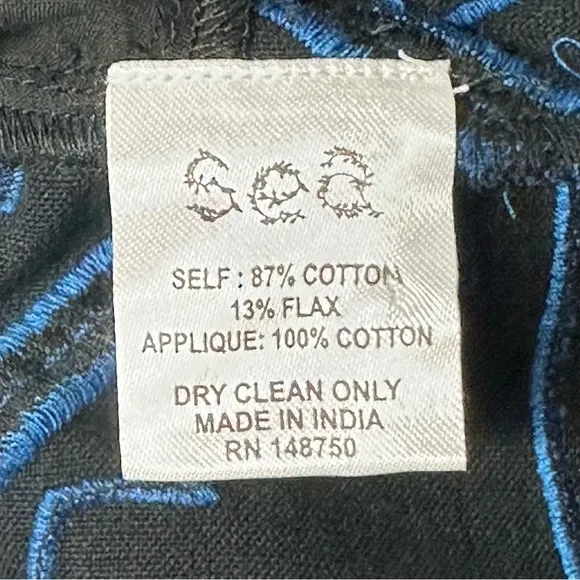 sea
SELF: 87% COTTON
13% FLAX
APPLIQUE: 100% COTTON
DRY CLEAN ONLY
MADE IN INDIA
RN 148750